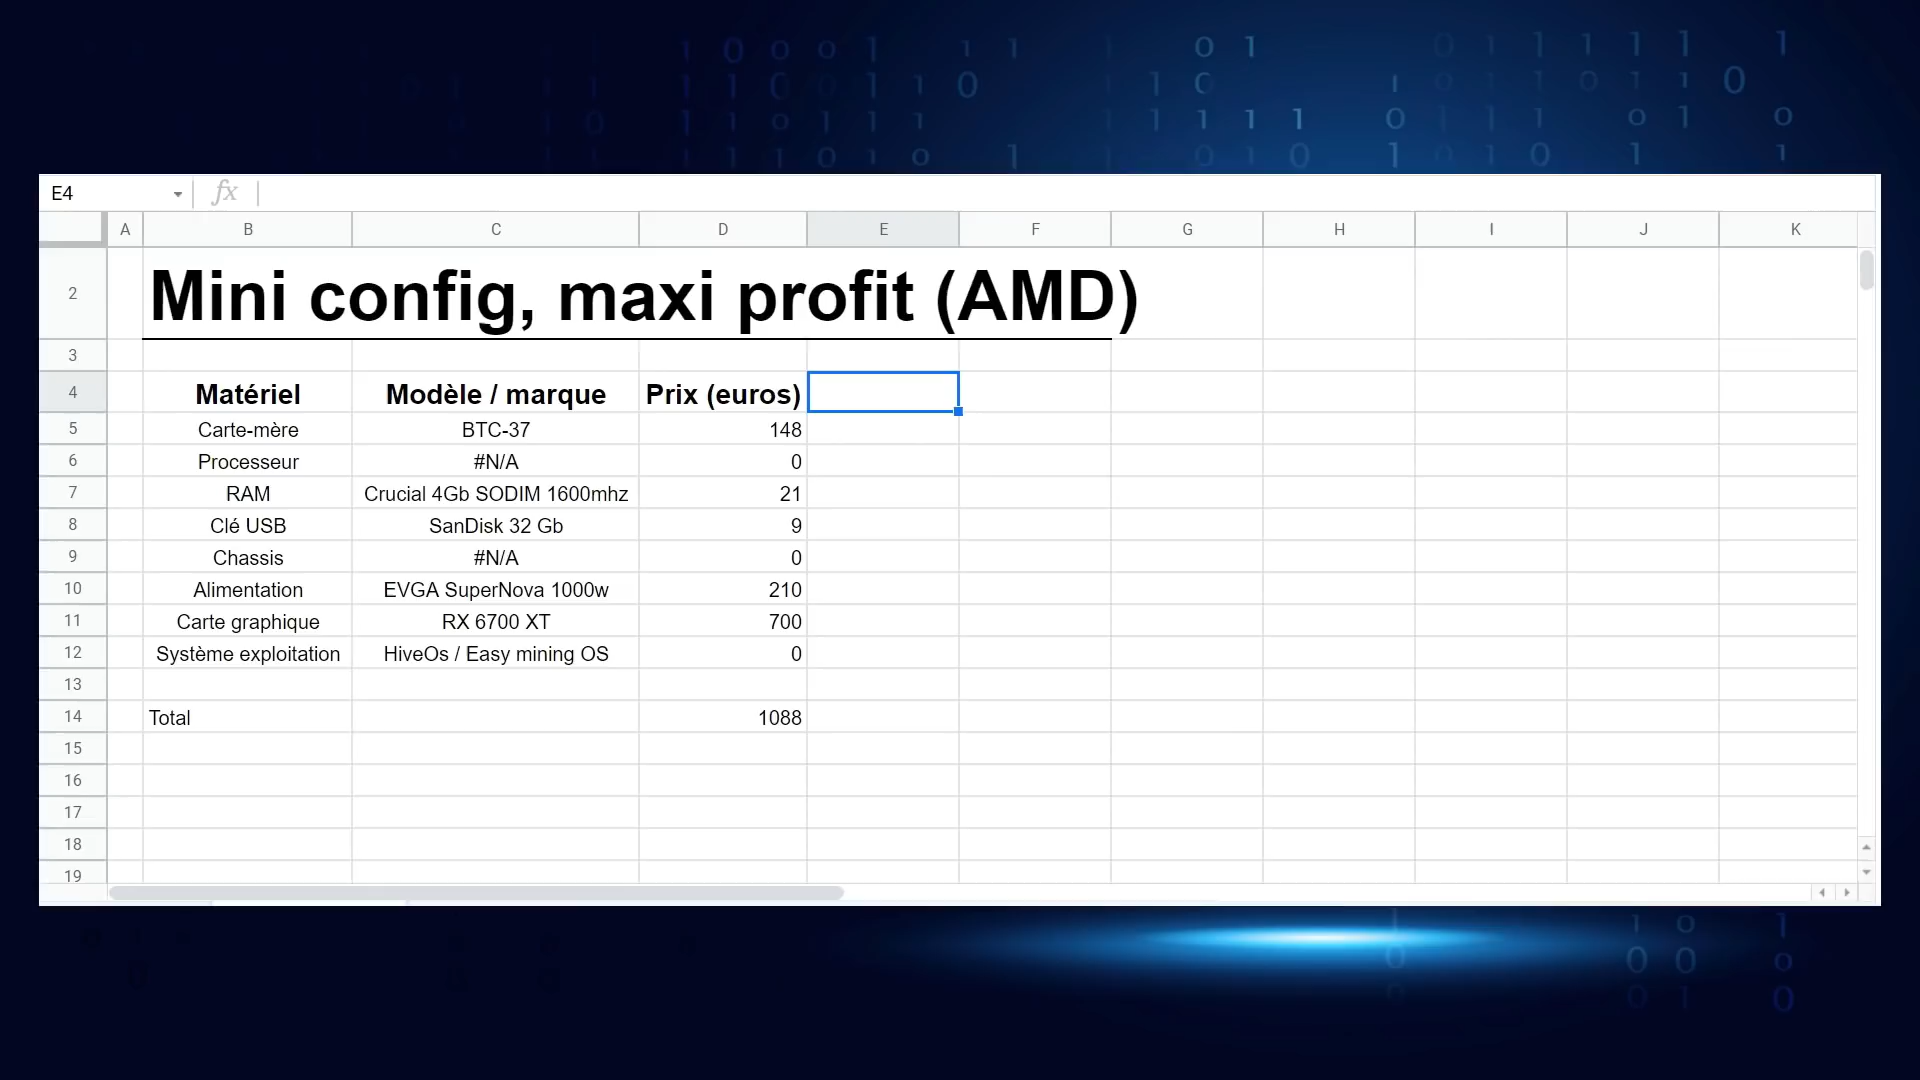 E4 fx
A B C D E F G H I J K
2 Mini config, maxi profit (AMD)
3
4 Matériel Modèle / marque Prix (euros)
5 Carte-mère BTC-37 148
6 Processeur #N/A 0
7 RAM Crucial 4Gb SODIM 1600mhz 21
8 Clé USB SanDisk 32 Gb 9
9 Chassis #N/A 0
10 Alimentation EVGA SuperNova 1000w 210
11 Carte graphique RX 6700 XT 700
12 Système exploitation HiveOs / Easy mining OS 0
13
14 Total 1088
15
16
17
18
19